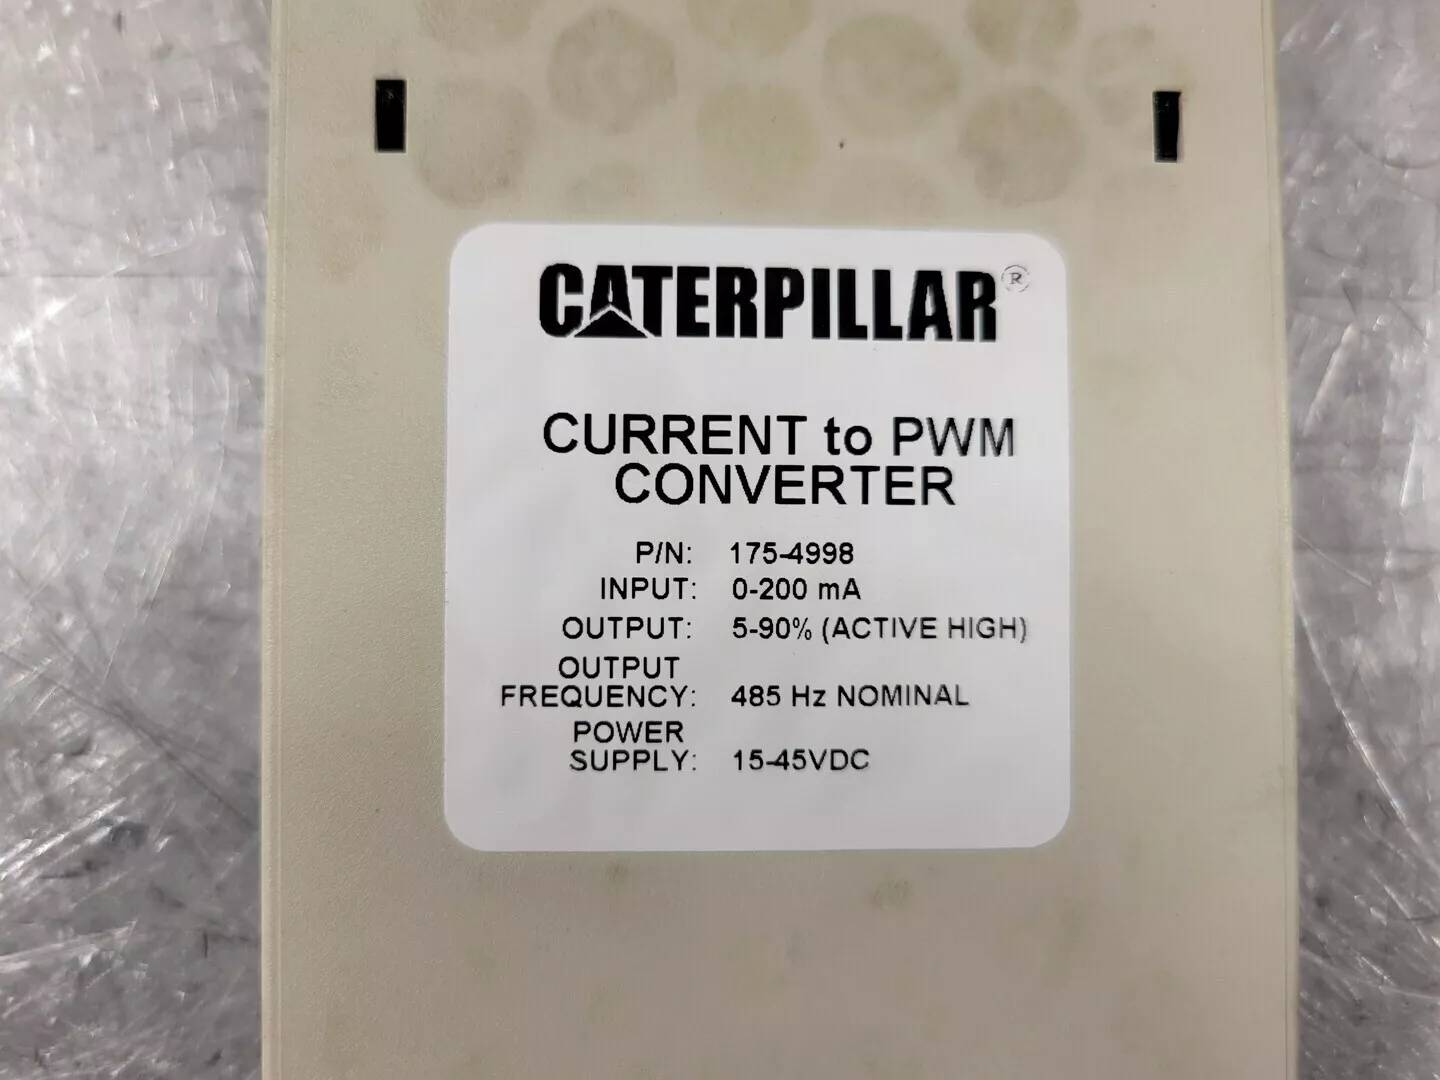 CATERPILLAR®
CURRENT to PWM
CONVERTER
P/N: 175-4998
INPUT: 0-200 mA
OUTPUT: 5-90% (ACTIVE HIGH)
OUTPUT
FREQUENCY: 485 Hz NOMINAL
POWER
SUPPLY: 15-45VDC